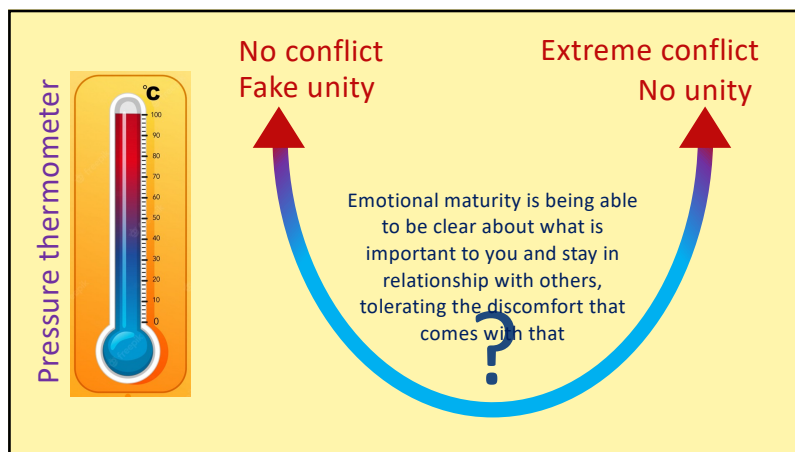 Pressure thermometer
°C
100
90
80
70
60
50
40
30
20
10
0
No conflict
Fake unity
Extreme conflict
No unity
Emotional maturity is being able
to be clear about what is
important to you and stay in
relationship with others,
tolerating the discomfort that
comes with that
?